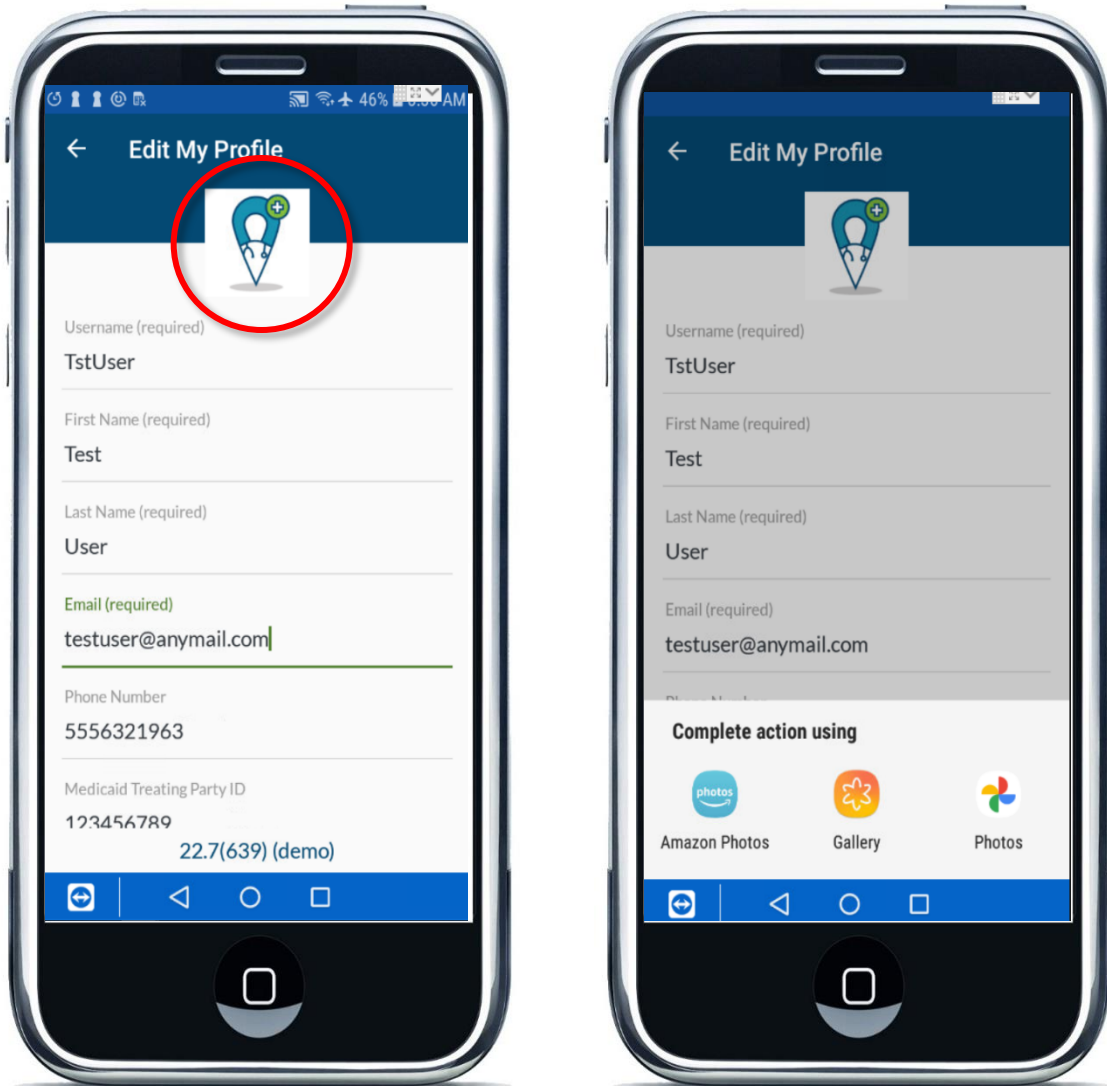 46% AM
Edit My Profile
Username (required)
TstUser
First Name (required)
Test
Last Name (required)
User
Email (required)
testuser@anymail.com
Phone Number
5556321963
Medicaid Treating Party ID
123456789
22.7(639) (demo)
Edit My Profile
Username (required)
TstUser
First Name (required)
Test
Last Name (required)
User
Email (required)
testuser@anymail.com
Phone Number
Complete action using
photos
Amazon Photos
Gallery
Photos